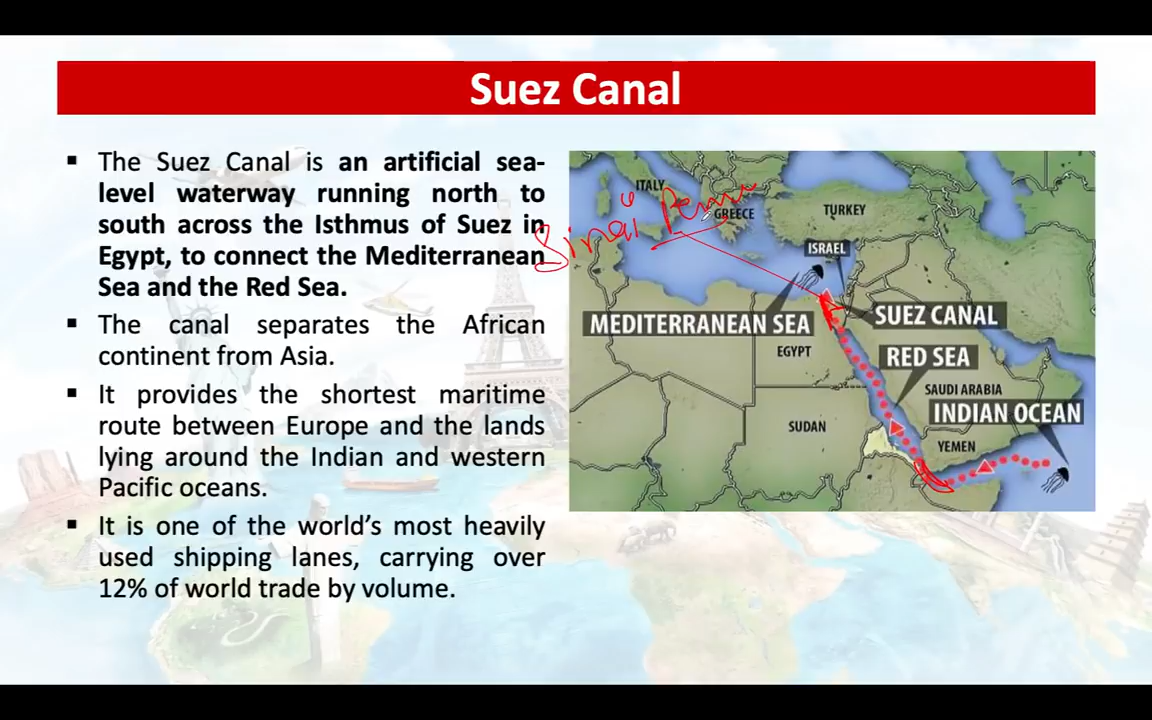 Suez Canal
▪ The Suez Canal is an artificial sea-
level waterway running north to
south across the Isthmus of Suez in
Egypt, to connect the Mediterranean
Sea and the Red Sea.
▪ The canal separates the African
continent from Asia.
▪ It provides the shortest maritime
route between Europe and the lands
lying around the Indian and western
Pacific oceans.
▪ It is one of the world’s most heavily
used shipping lanes, carrying over
12% of world trade by volume.
ITALY
Sinai
GREECE
TURKEY
ISRAEL
MEDITERRANEAN SEA
SUEZ CANAL
EGYPT
RED SEA
SAUDI ARABIA
INDIAN OCEAN
SUDAN
YEMEN